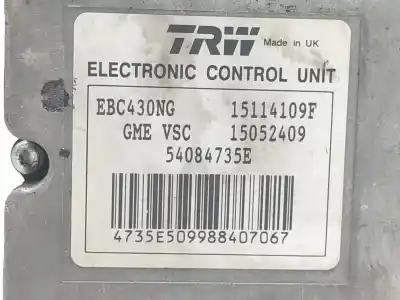 TRW Made in UK
ELECTRONIC CONTROL UNIT
EBC430NG 15114109F
GME VSC 15052409
54084735E
4735E509988407067